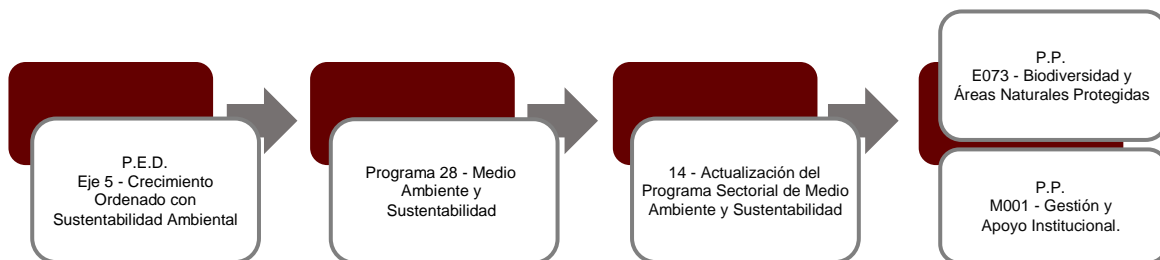 P.E.D.
Eje 5 - Crecimiento
Ordenado con
Sustentabilidad Ambiental
Programa 28 - Medio
Ambiente y
Sustentabilidad
14 - Actualización del
Programa Sectorial de Medio
Ambiente y Sustentabilidad
P.P.
E073 - Biodiversidad y
Áreas Naturales Protegidas
P.P.
M001 - Gestión y
Apoyo Institucional.